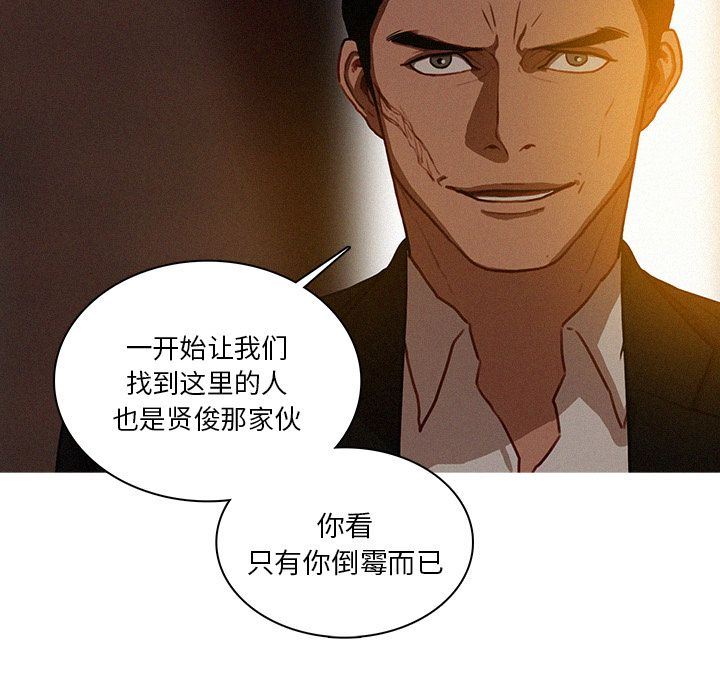 一开始让我们
找到这里的人
也是贤俊那家伙
你看
只有你倒霉而已